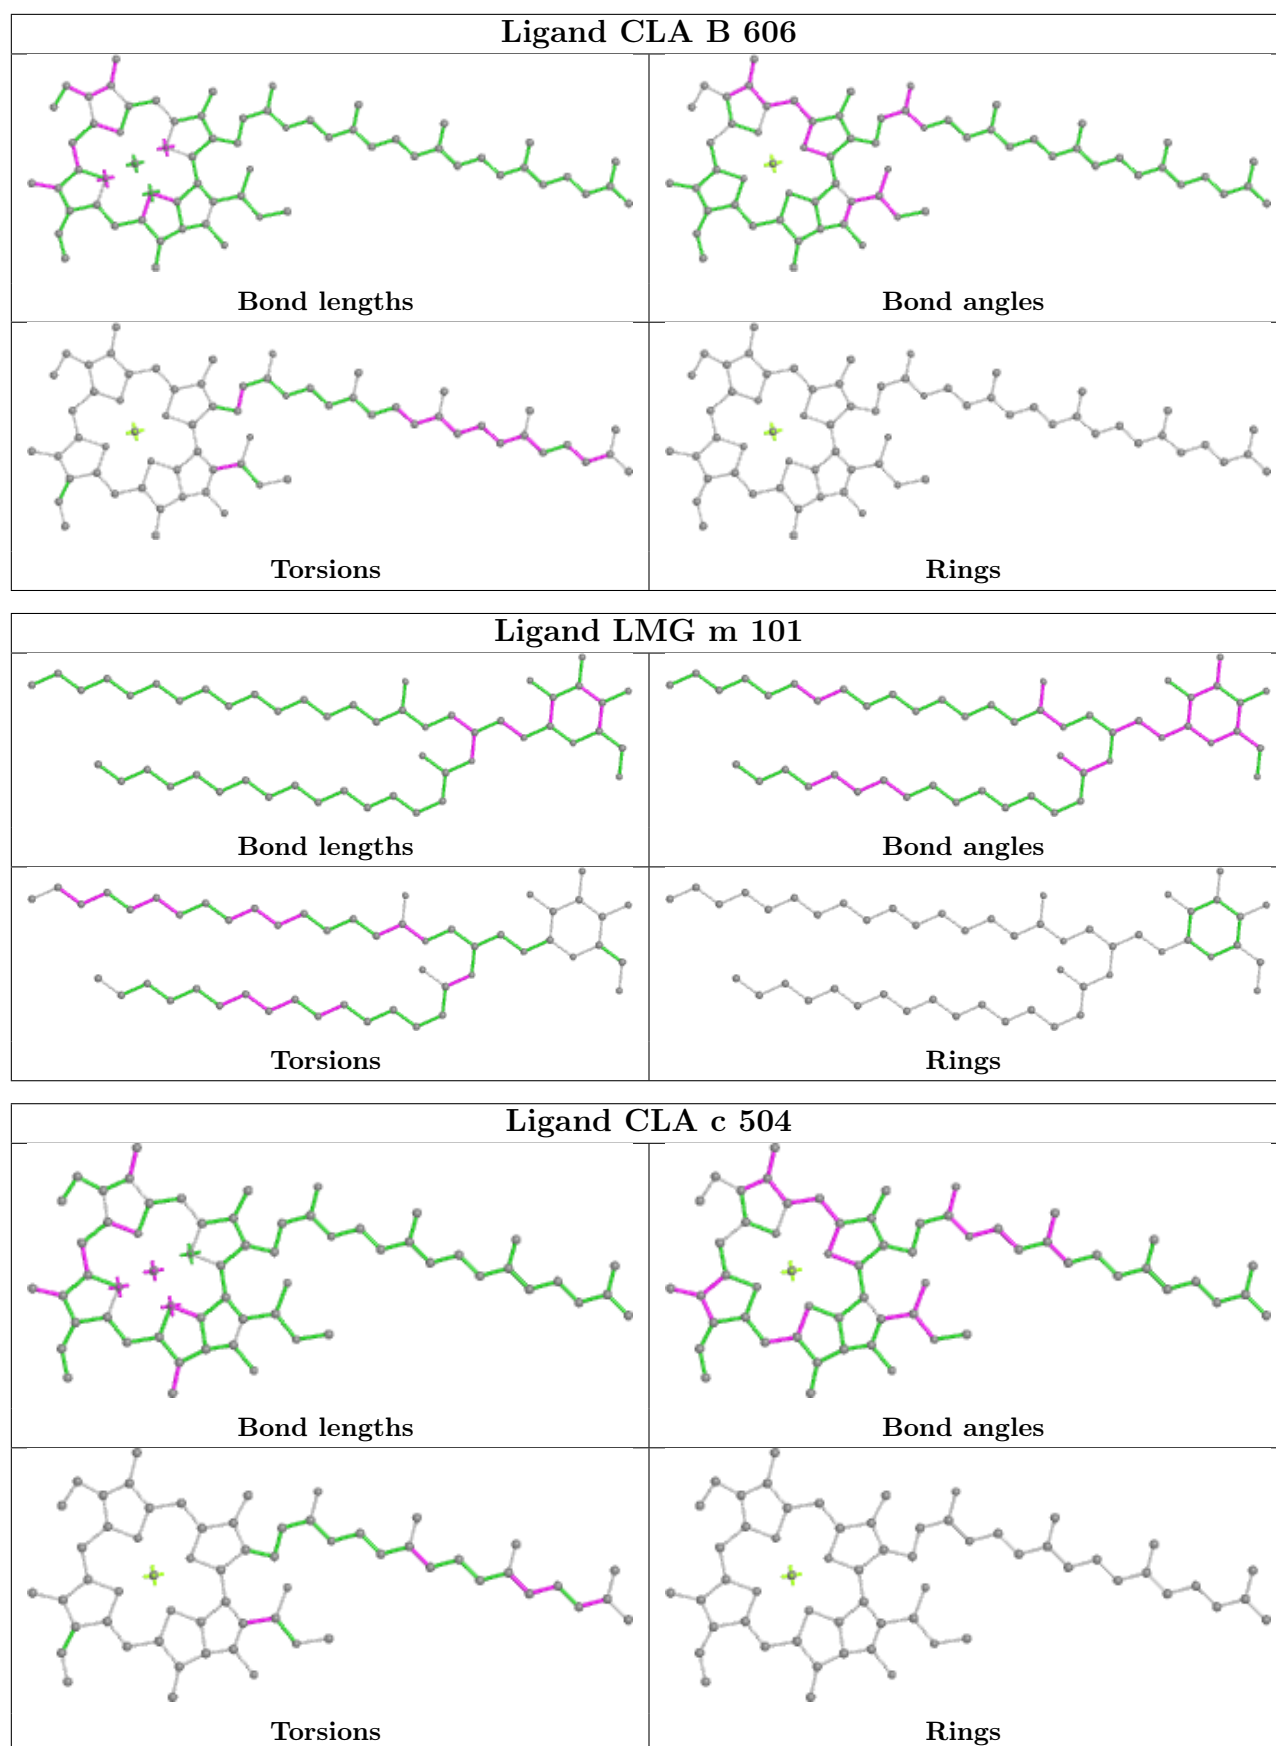 Ligand CLA B 606
Bond lengths
Bond angles
Torsions
Rings
Ligand LMG m 101
Bond lengths
Bond angles
Torsions
Rings
Ligand CLA c 504
Bond lengths
Bond angles
Torsions
Rings